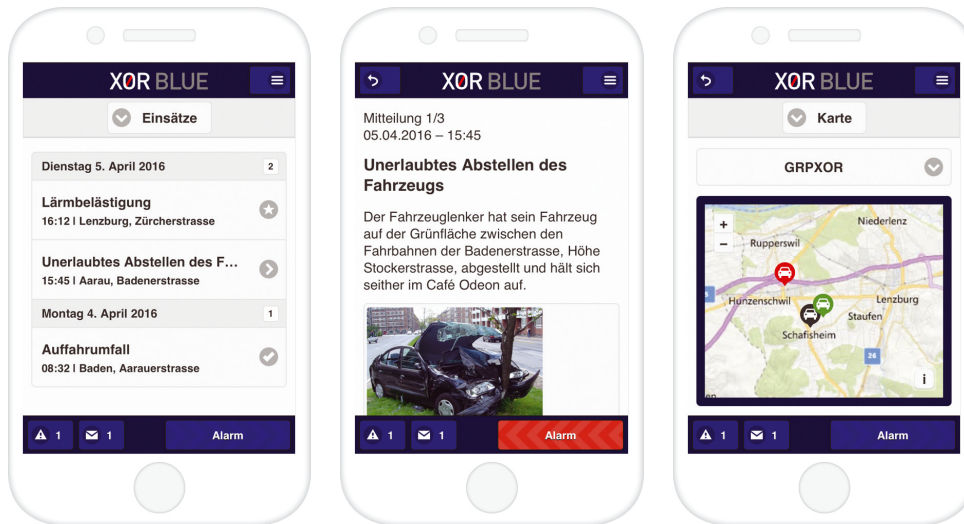 XØR BLUE
Einsätze
Dienstag 5. April 2016 2
Lärmbelästigung
16:12 | Lenzburg, Zürcherstrasse
Unerlaubtes Abstellen des F...
15:45 | Aarau, Badenerstrasse
Montag 4. April 2016 1
Auffahrumfall
08:32 | Baden, Aarauerstrasse
1 1 Alarm
XØR BLUE
Mitteilung 1/3
05.04.2016 – 15:45
Unerlaubtes Abstellen des
Fahrzeugs
Der Fahrzeuglenker hat sein Fahrzeug
auf der Grünfläche zwischen den
Fahrbahnen der Badenerstrasse, Höhe
Stockerstrasse, abgestellt und hält sich
seither im Café Odeon auf.
1 1 Alarm
XØR BLUE
Karte
GRPXOR
+
−
Niederlenz
Rupperswil
Hunzenschwil
Lenzburg
Staufen
Schafisheim
26
i
1 1 Alarm